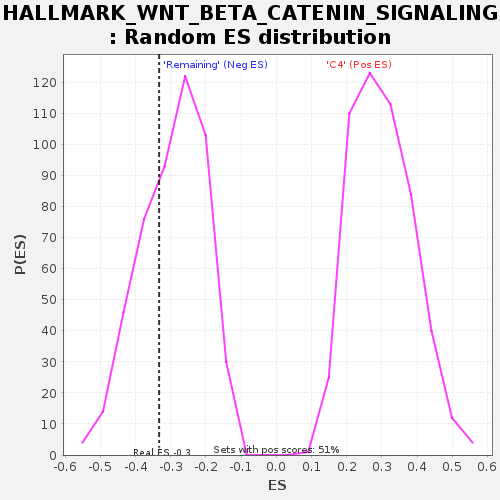 HALLMARK_WNT_BETA_CATENIN_SIGNALING
: Random ES distribution
'Remaining' (Neg ES)
'C4' (Pos ES)
P(ES)
120
110
100
90
80
70
60
50
40
30
20
10
0
Real ES -0.3
Sets with pos scores: 51%
-0.6 -0.5 -0.4 -0.3 -0.2 -0.1 0.0 0.1 0.2 0.3 0.4 0.5 0.6
ES